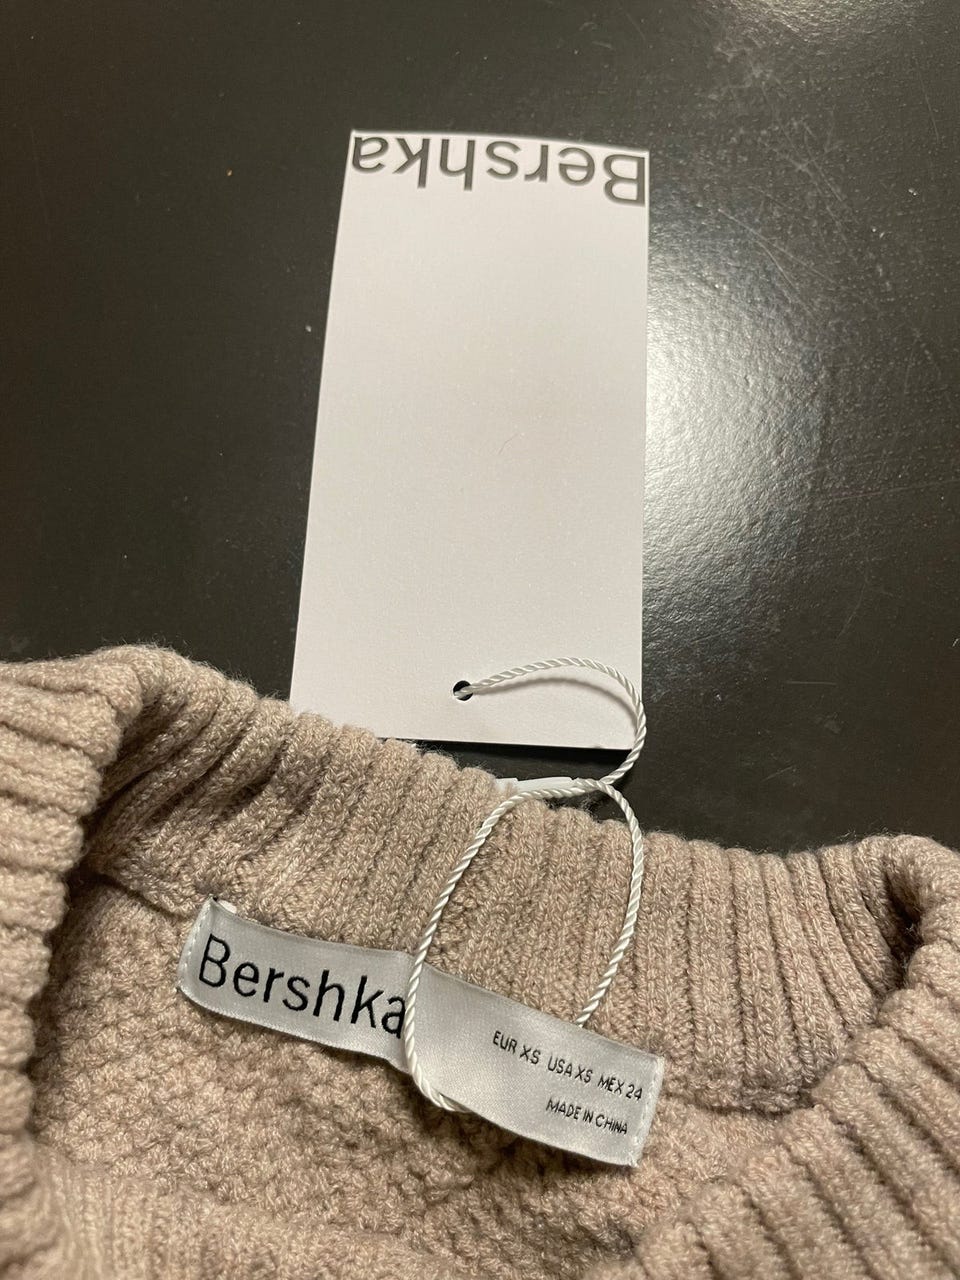 Bershka
Bershka
EUR XS USA XS MEX 24
MADE IN CHINA